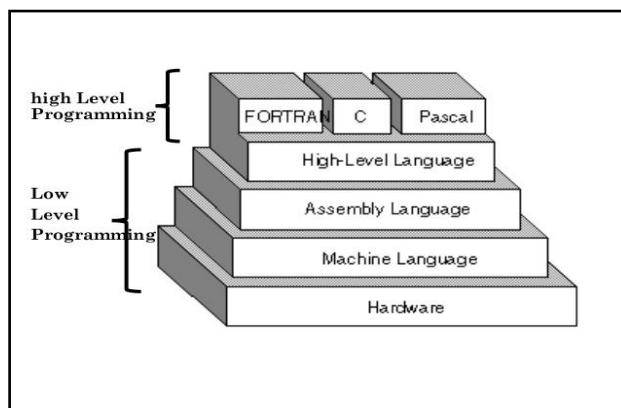 high Level
Programming
FORTRAN
C
Pascal
High-Level Language
Low
Level
Programming
Assembly Language
Machine Language
Hardware